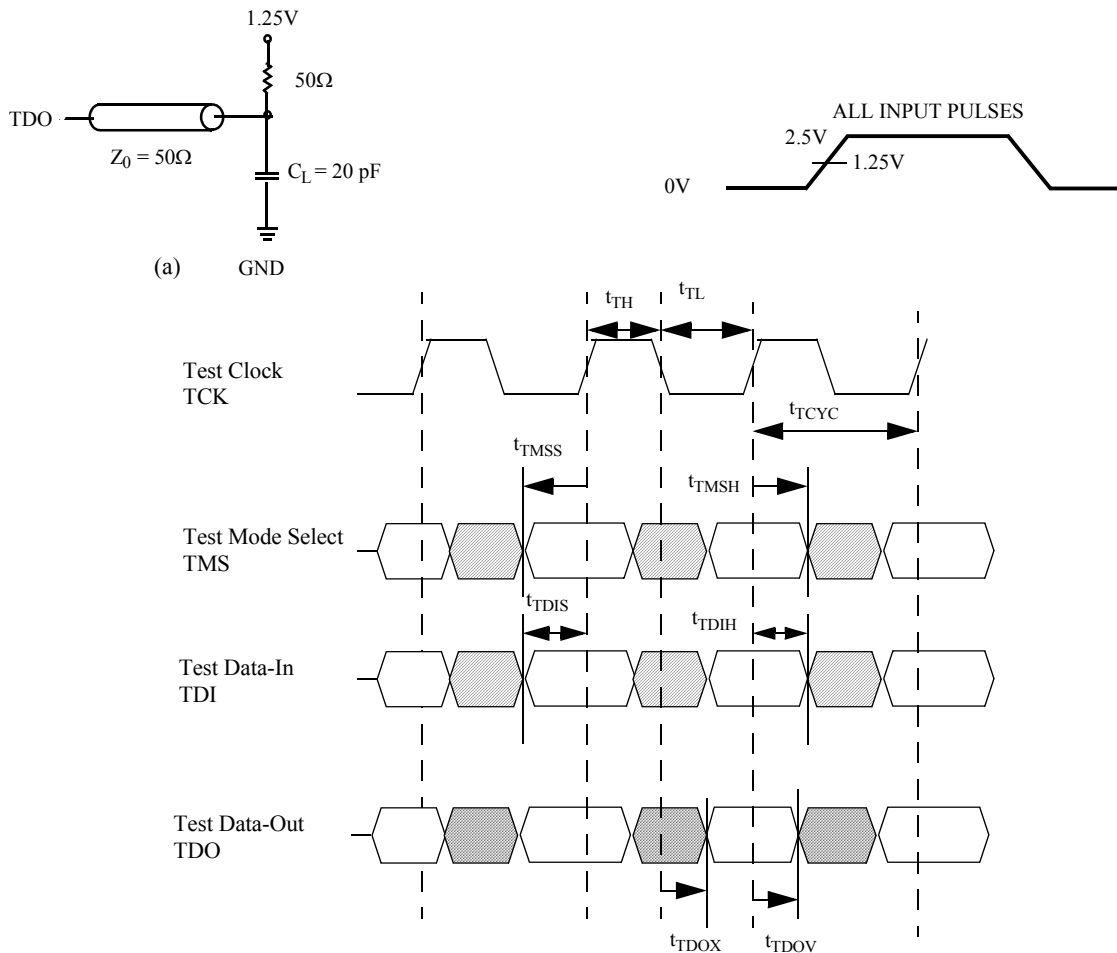 1.25V
50Ω
TDO
Z0 = 50Ω
CL = 20 pF
(a)
GND
ALL INPUT PULSES
2.5V
1.25V
0V
tTH
tTL
Test Clock
TCK
tTCYC
tTMSS
tTMSH
Test Mode Select
TMS
tTDIS
tTDIH
Test Data-In
TDI
Test Data-Out
TDO
tTDOX
tTDOV